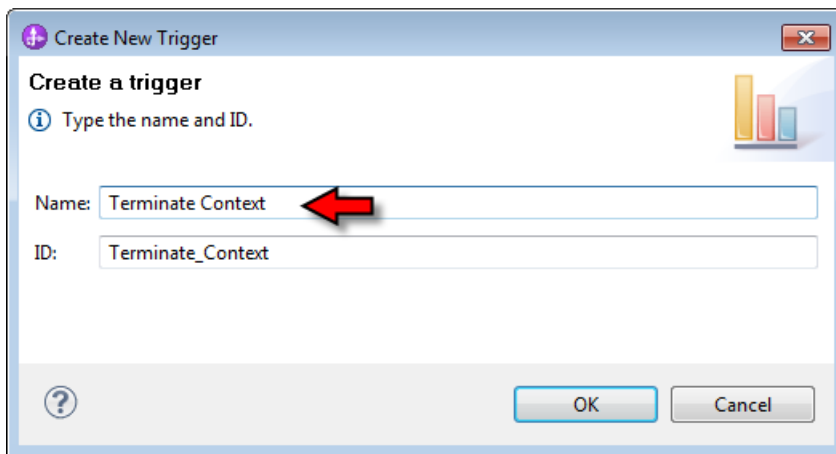 Create New Trigger
Create a trigger
Type the name and ID.
Name: Terminate Context
ID: Terminate_Context
OK Cancel